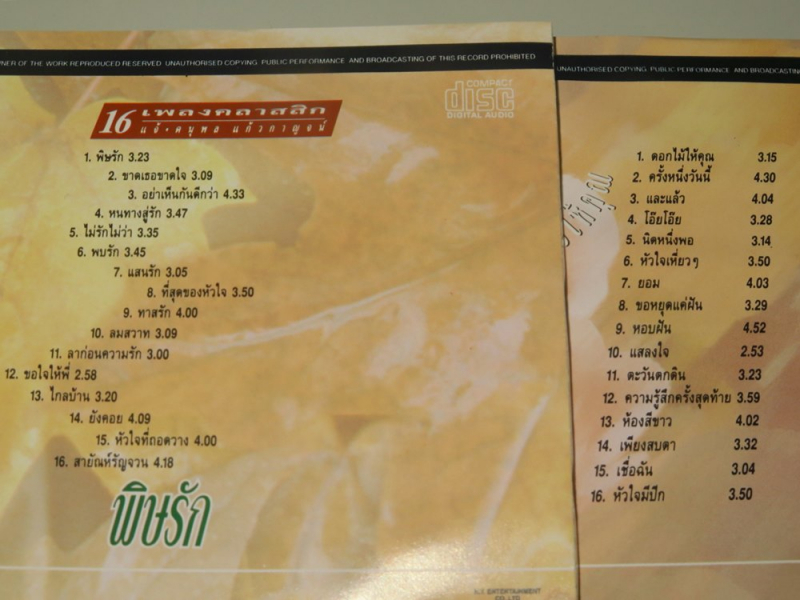 NER OF THE WORK REPRODUCED RESERVED UNAUTHORISED COPYING PUBLIC PERFORMANCE AND BROADCASTING OF THIS RECORD PROHIBITED
COMPACT
disc
DIGITAL AUDIO
16 เพลงคลาสสิก
แจ้ • ดนุพล แก้วกาญจน์
1. พิษรัก 3.23
2. ขาดเธอขาดใจ 3.09
3. อย่าเห็นกันดีกว่า 4.33
4. หนทางสู่รัก 3.47
5. ไม่รักไม่ว่า 3.35
6. พบรัก 3.45
7. แสนรัก 3.05
8. ที่สุดของหัวใจ 3.50
9. ทาสรัก 4.00
10. ลมสวาท 3.09
11. ลาก่อนความรัก 3.00
12. ขอใจให้พี่ 2.58
13. ไกลบ้าน 3.20
14. ยังคอย 4.09
15. หัวใจที่ถอดวาง 4.00
16. สายัณห์รัญจวน 4.18
พิษรัก
ENTERTAINMENT
CO.,LTD.
UNAUTHORISED COPYING PUBLIC PERFORMANCE AND BROADCASTING
1. ดอกไม้ให้คุณ 3.15
2. ครั้งหนึ่งวันนี้ 4.30
3. และแล้ว 4.04
4. โอ๊ยโอ๊ย 3.28
5. นิดหนึ่งพอ 3.14
6. หัวใจเหี่ยวๆ 3.50
7. ยอม 4.03
8. ขอหยุดแค่ฝัน 3.29
9. หอบฝัน 4.52
10. แสลงใจ 2.53
11. ตะวันตกดิน 3.23
12. ความรู้สึกครั้งสุดท้าย 3.59
13. ห้องสีขาว 4.02
14. เพียงสบตา 3.32
15. เชื่อฉัน 3.04
16. หัวใจมีปีก 3.50